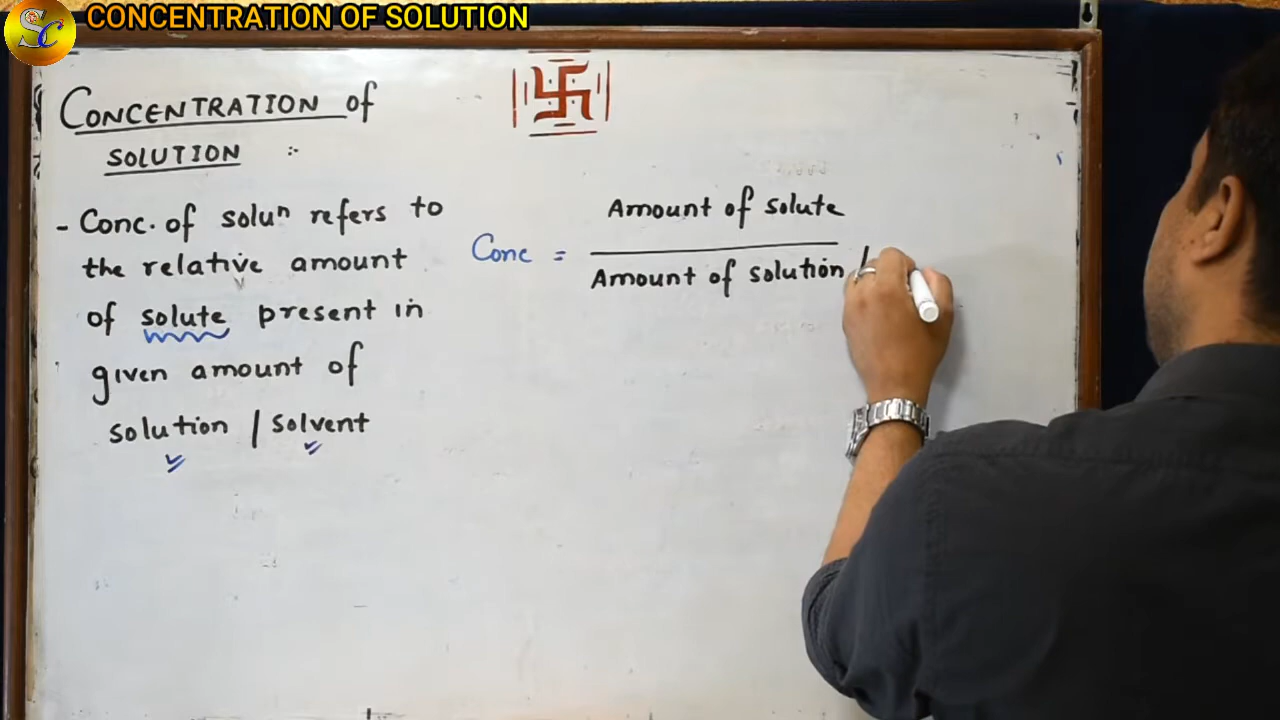 SC
CONCENTRATION OF SOLUTION
CONCENTRATION of
SOLUTION :-
- Conc. of soluⁿ refers to
the relative amount
of solute present in
given amount of
solution / solvent
Conc = Amount of solute
Amount of solution /